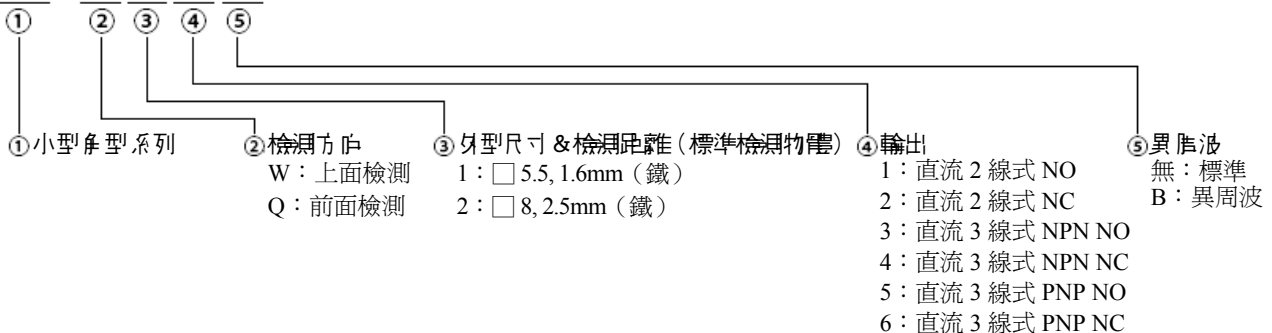 ① ② ③ ④ ⑤
①小型角型系列 ②檢測方向 ③外型尺寸&檢測距離(標準檢測物體) ④輸出 ⑤異周波
W：上面檢測
Q：前面檢測
1：□ 5.5, 1.6mm（鐵）
2：□ 8, 2.5mm（鐵）
1：直流 2 線式 NO
2：直流 2 線式 NC
3：直流 3 線式 NPN NO
4：直流 3 線式 NPN NC
5：直流 3 線式 PNP NO
6：直流 3 線式 PNP NC
無：標準
B：異周波